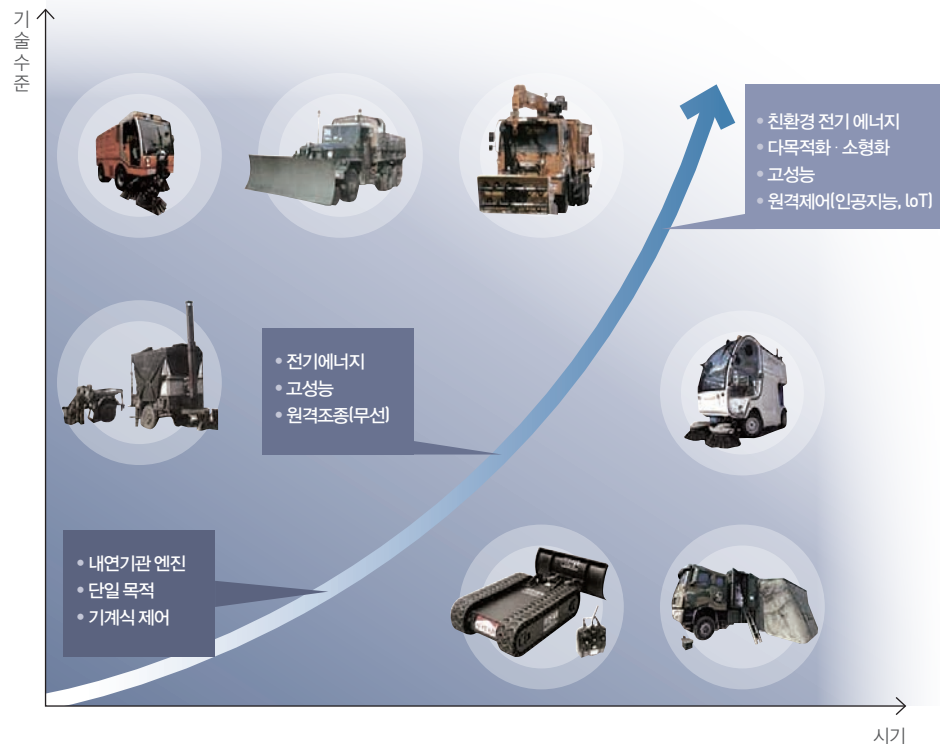 기술수준
• 친환경 전기 에너지
• 다목적화 · 소형화
• 고성능
• 원격제어(인공지능, loT)
• 전기에너지
• 고성능
• 원격조종(무선)
• 내연기관 엔진
• 단일 목적
• 기계식 제어
시기